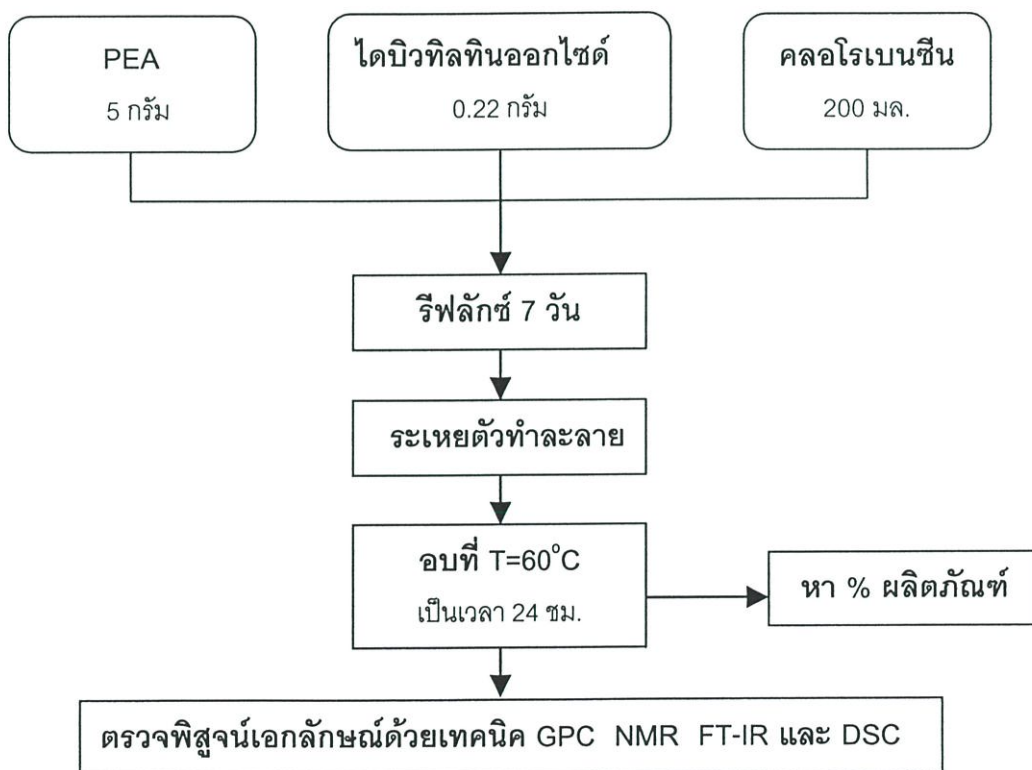 PEA
5 กรัม
ไดบิวทิลทินออกไซด์
0.22 กรัม
คลอโรเบนซีน
200 มล.
รีฟลักซ์ 7 วัน
ระเหยตัวทำละลาย
อบที่ T=60°C
เป็นเวลา 24 ชม.
หา % ผลิตภัณฑ์
ตรวจพิสูจน์เอกลักษณ์ด้วยเทคนิค GPC NMR FT-IR และ DSC